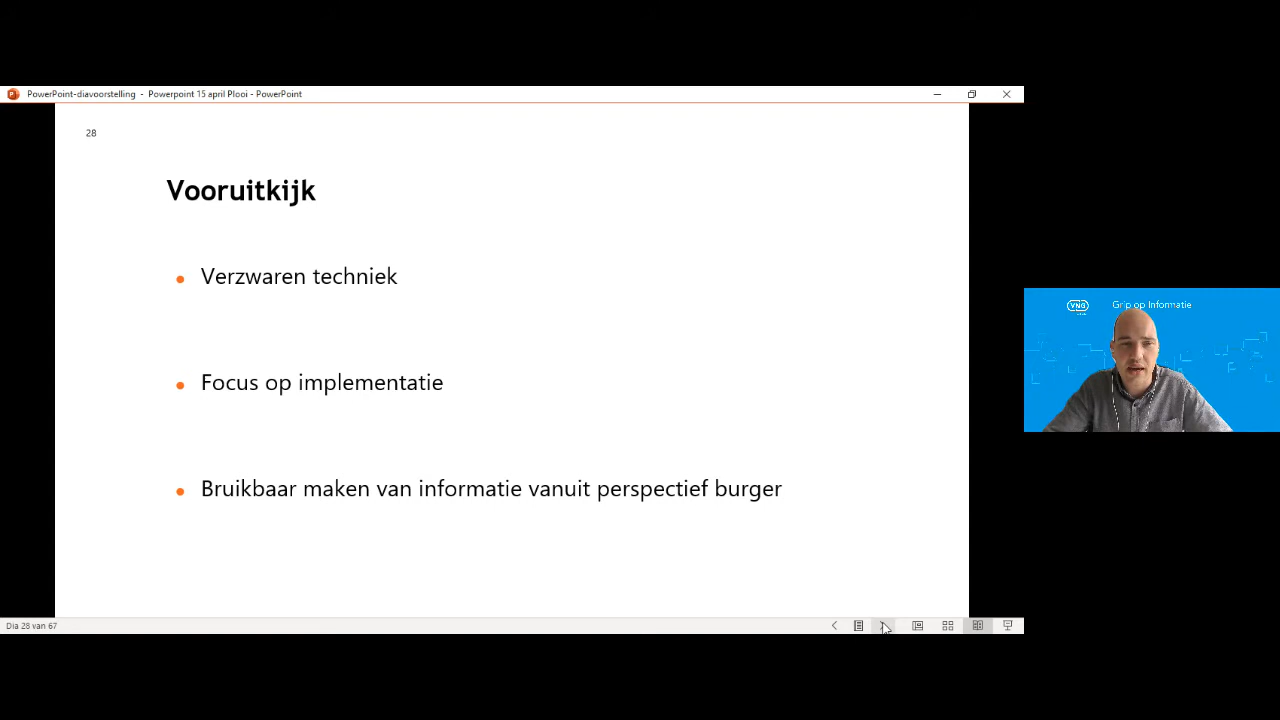 PowerPoint-diavoorstelling - Powerpoint 15 april Plooi - PowerPoint
28
Vooruitkijk
Verzwaren techniek
Focus op implementatie
Bruikbaar maken van informatie vanuit perspectief burger
VNG
Grip op Informatie
Dia 28 van 67